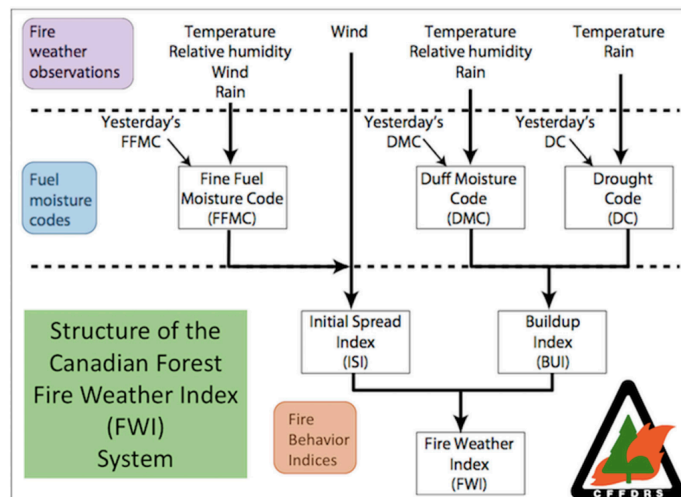 Fire
weather
observations
Temperature
Relative humidity
Wind
Rain
Wind
Temperature
Relative humidity
Rain
Temperature
Rain
Yesterday's
FFMC
Yesterday's
DMC
Yesterday's
DC
Fuel
moisture
codes
Fine Fuel
Moisture Code
(FFMC)
Duff Moisture
Code
(DMC)
Drought
Code
(DC)
Structure of the
Canadian Forest
Fire Weather Index
(FWI)
System
Initial Spread
Index
(ISI)
Buildup
Index
(BUI)
Fire
Behavior
Indices
Fire Weather
Index
(FWI)
CFFDRS